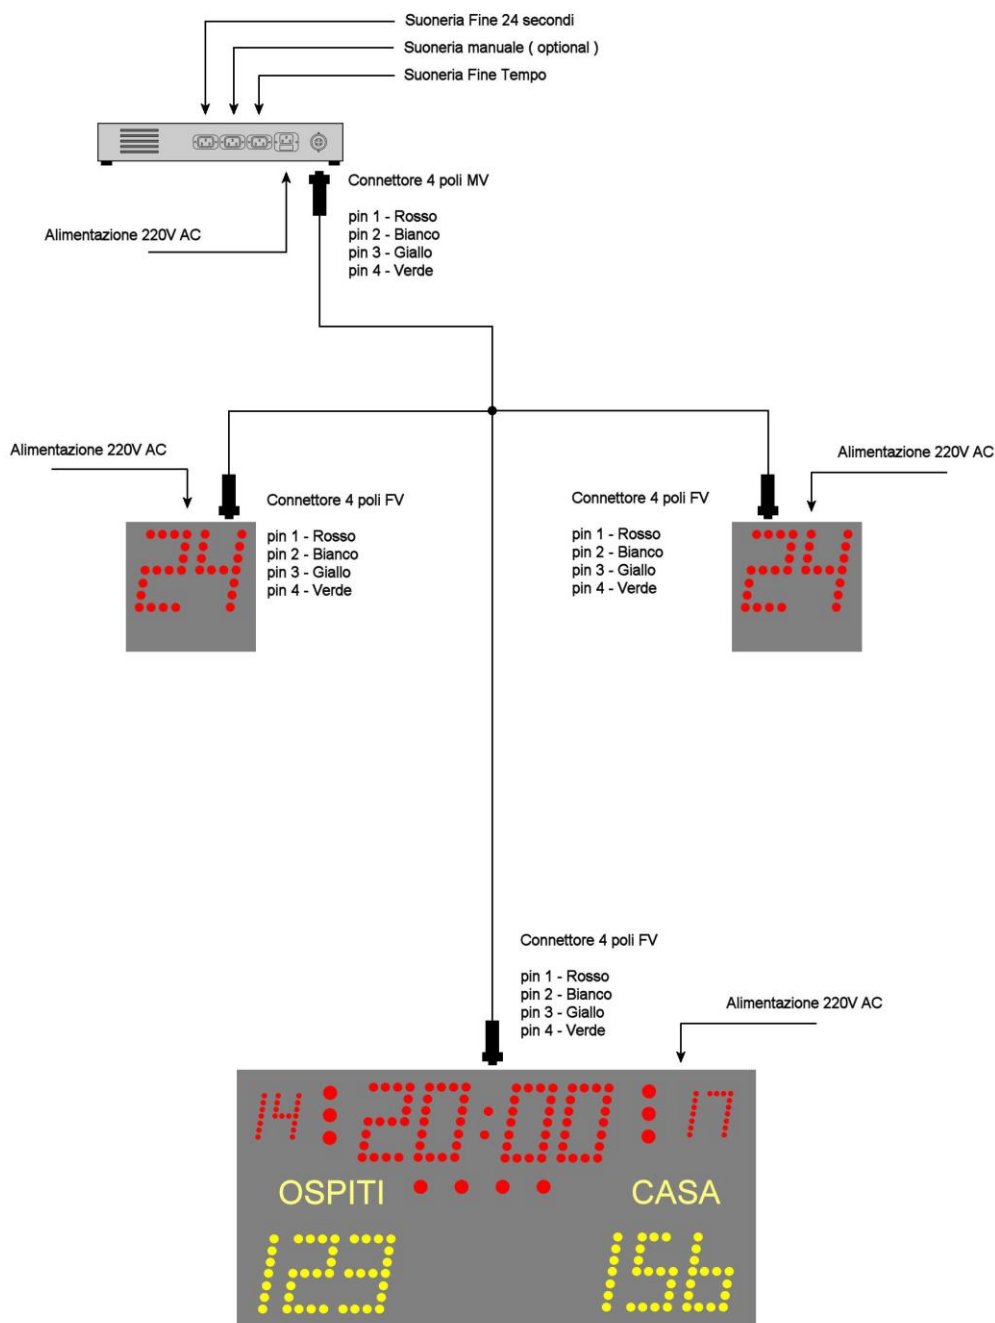 Suoneria Fine 24 secondi
Suoneria manuale ( optional )
Suoneria Fine Tempo
Connettore 4 poli MV
pin 1 - Rosso
pin 2 - Bianco
pin 3 - Giallo
pin 4 - Verde
Alimentazione 220V AC
Alimentazione 220V AC
Connettore 4 poli FV
pin 1 - Rosso
pin 2 - Bianco
pin 3 - Giallo
pin 4 - Verde
24
Connettore 4 poli FV
pin 1 - Rosso
pin 2 - Bianco
pin 3 - Giallo
pin 4 - Verde
Alimentazione 220V AC
24
Connettore 4 poli FV
pin 1 - Rosso
pin 2 - Bianco
pin 3 - Giallo
pin 4 - Verde
Alimentazione 220V AC
14 20:00 17
OSPITI CASA
123 156